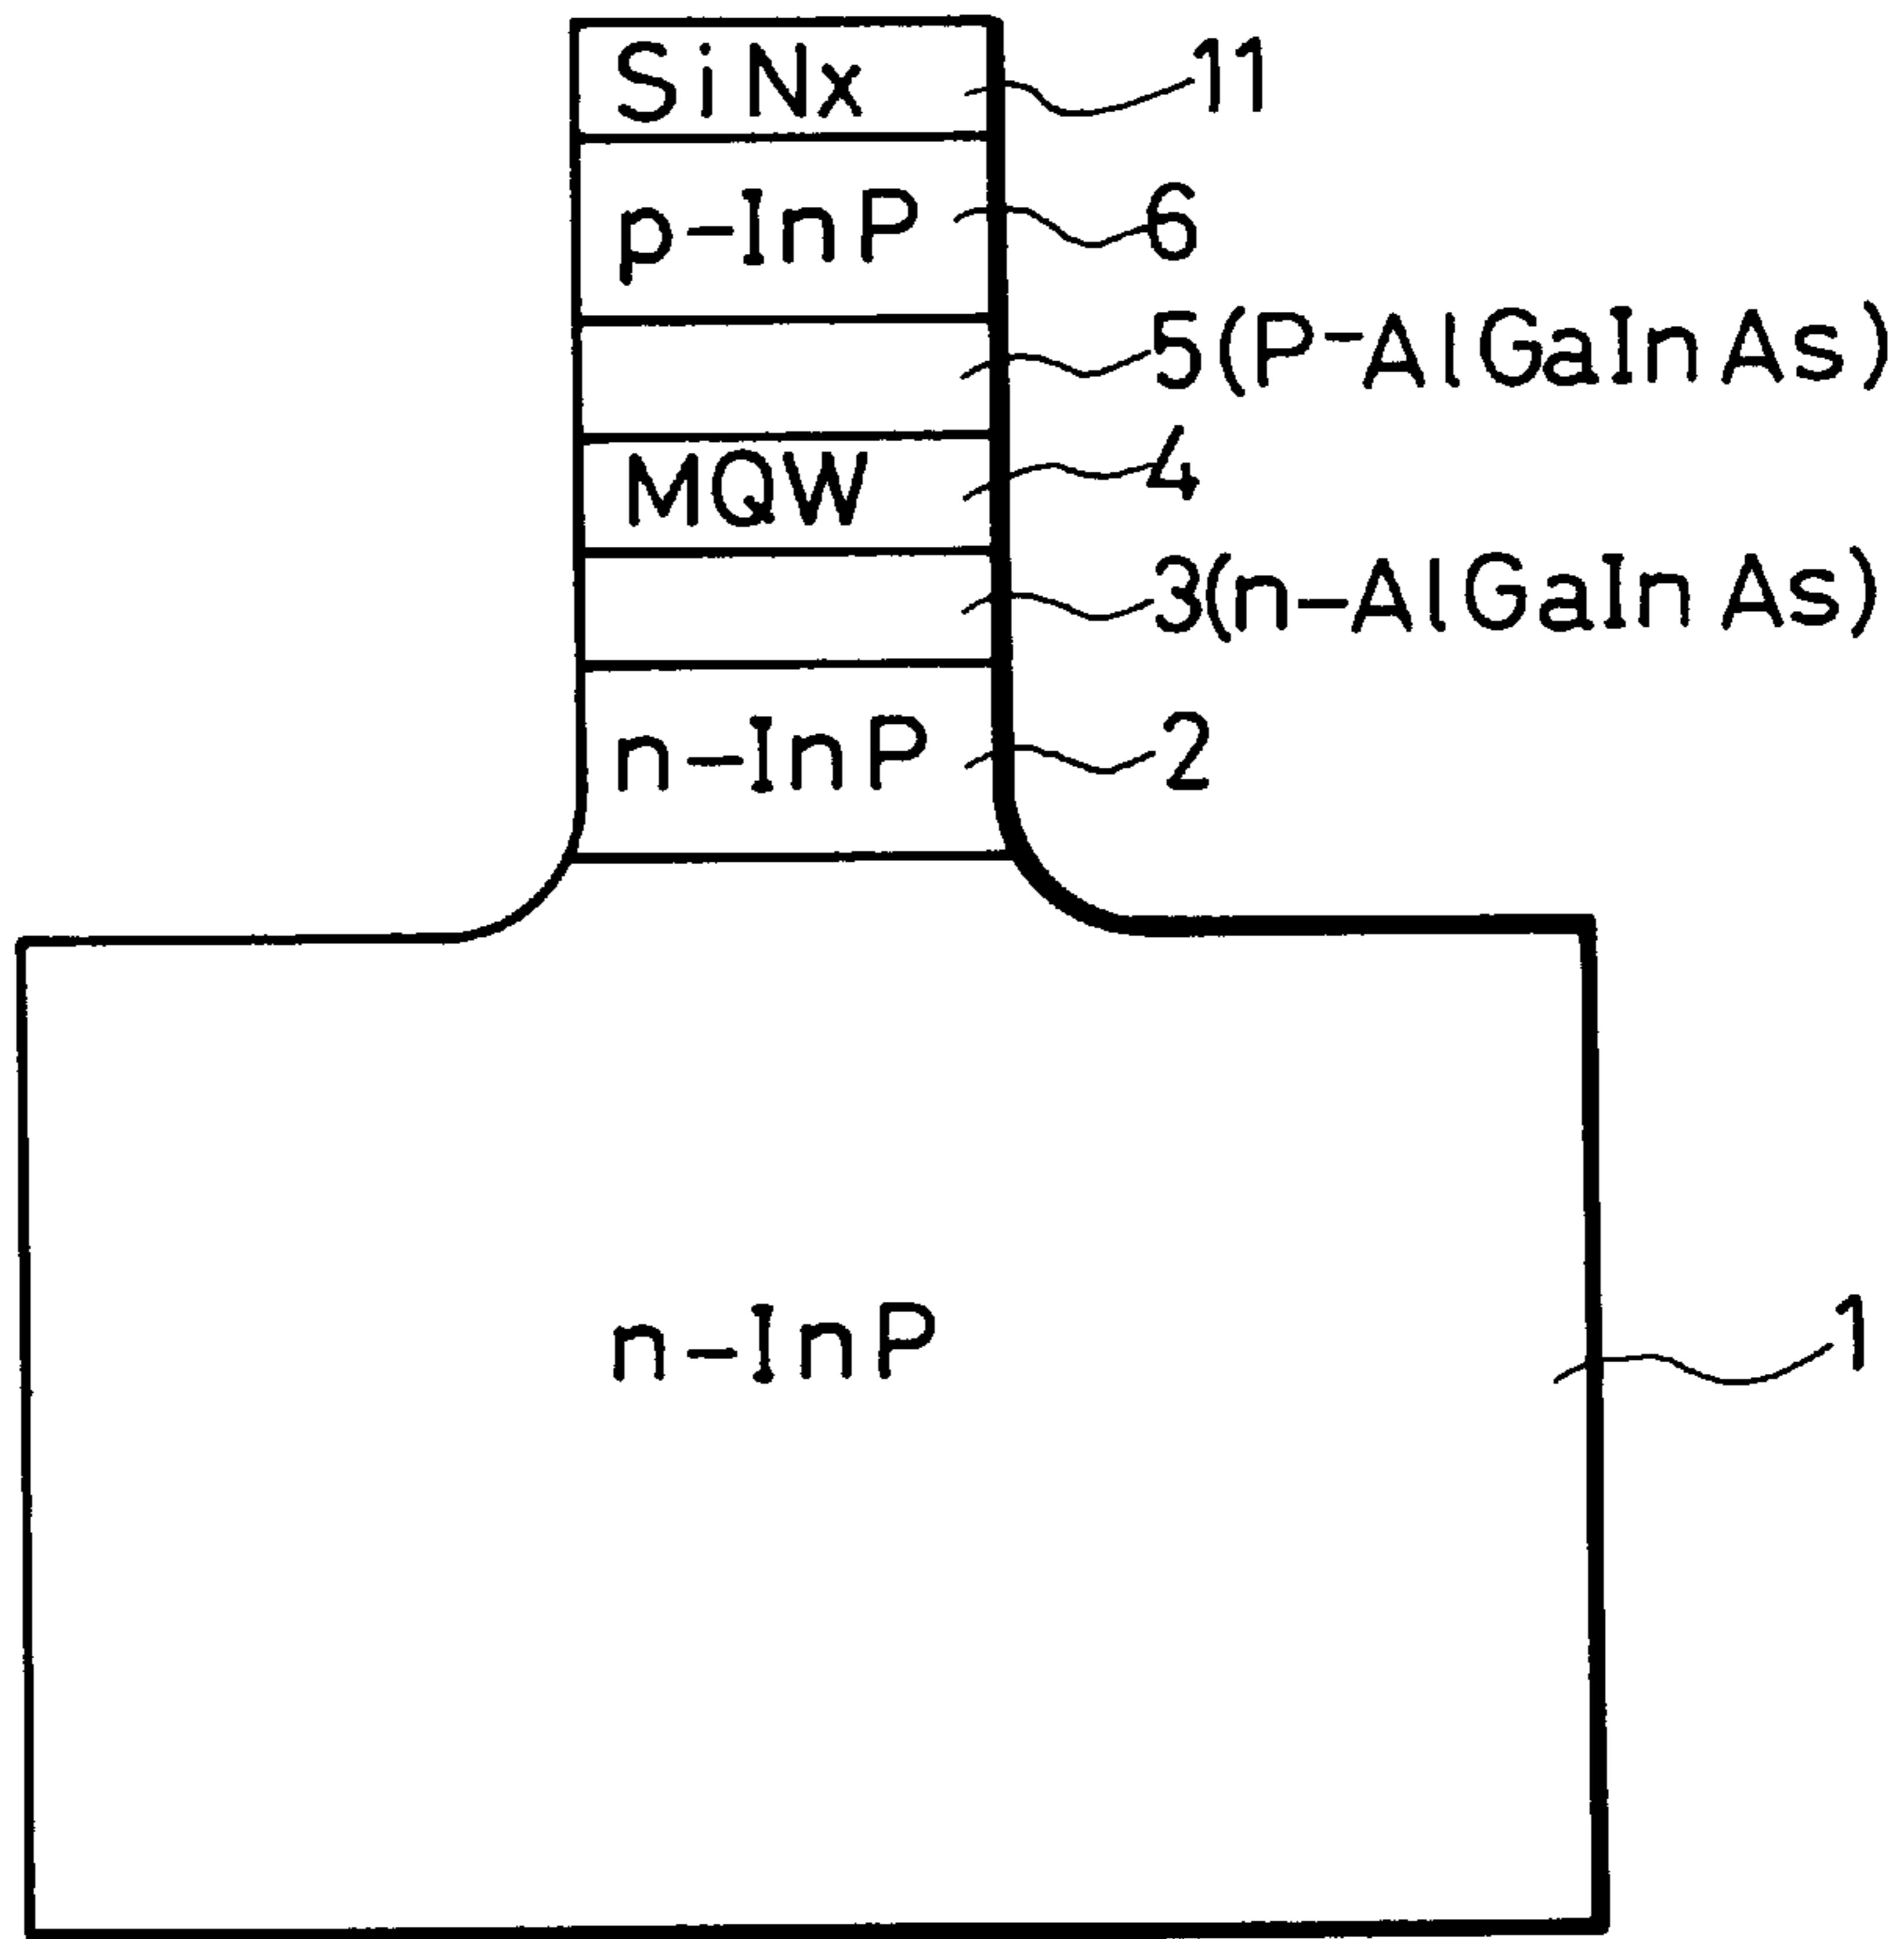 SiNx 11
p-InP 6
5(P-AlGaInAs)
MQW 4
3(n-AlGaInAs)
n-InP 2
n-InP 1